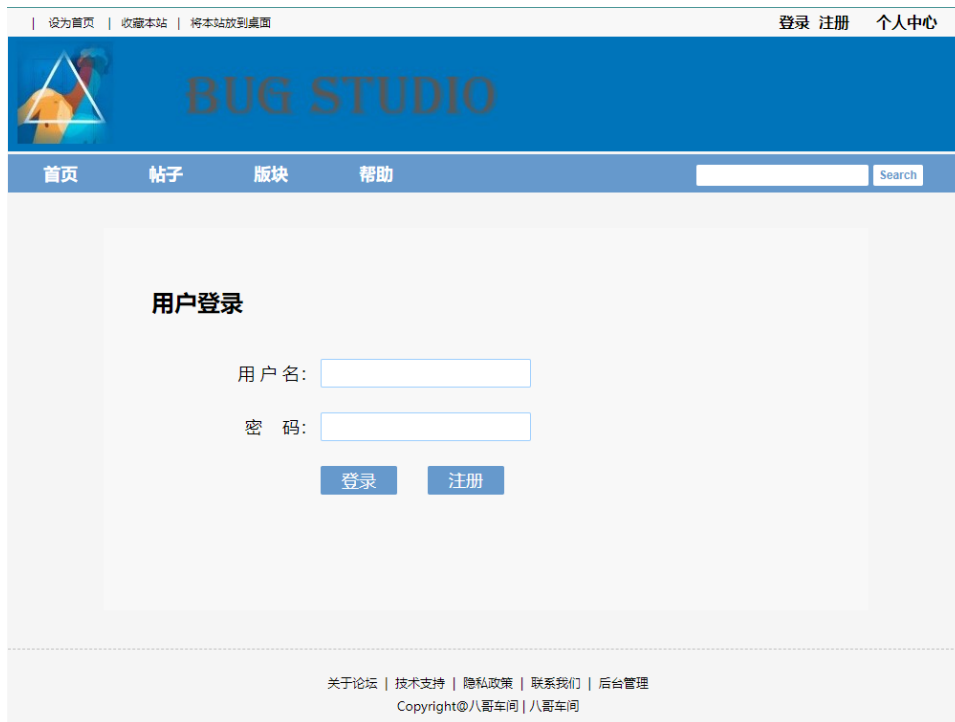 | 设为首页 | 收藏本站 | 将本站放到桌面 登录 注册 个人中心
BUG STUDIO
首页 帖子 版块 帮助 Search
用户登录
用 户 名：
密 码：
登录 注册
关于论坛 | 技术支持 | 隐私政策 | 联系我们 | 后台管理
Copyright@八哥车间 | 八哥车间